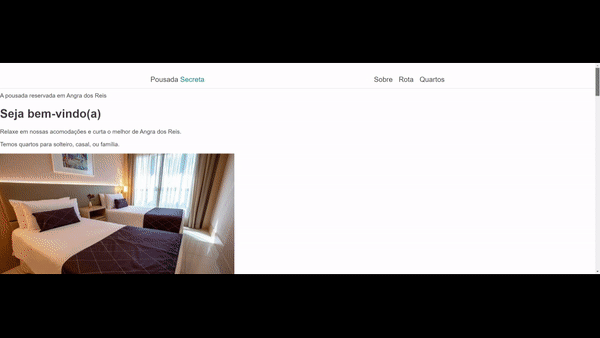 Pousada Secreta
Sobre Rota Quartos
A pousada reservada em Angra dos Reis
Seja bem-vindo(a)
Relaxe em nossas acomodações e curta o melhor de Angra dos Reis.
Temos quartos para solteiro, casal, ou família.